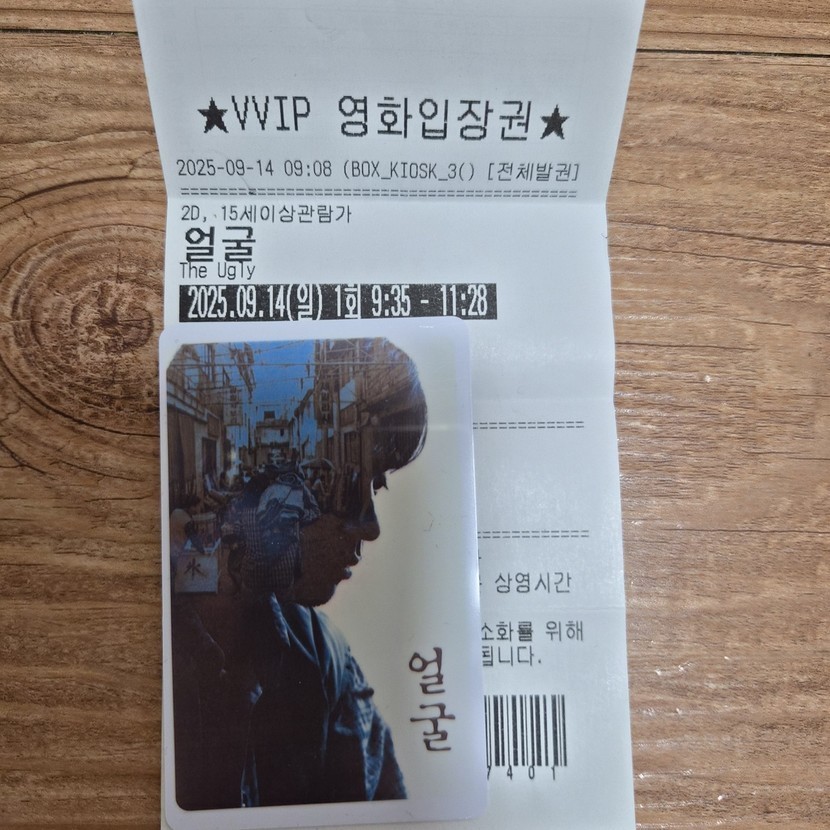 ★VVIP 영화입장권★
2025-09-14 09:08 (BOX_KIOSK_3() [전체발권]
2D, 15세이상관람가
얼굴
The Ugly
2025.09.14(일) 1회 9:35 - 11:28
상영시간
소화를 위해
됩니다.
7401
氷
얼굴